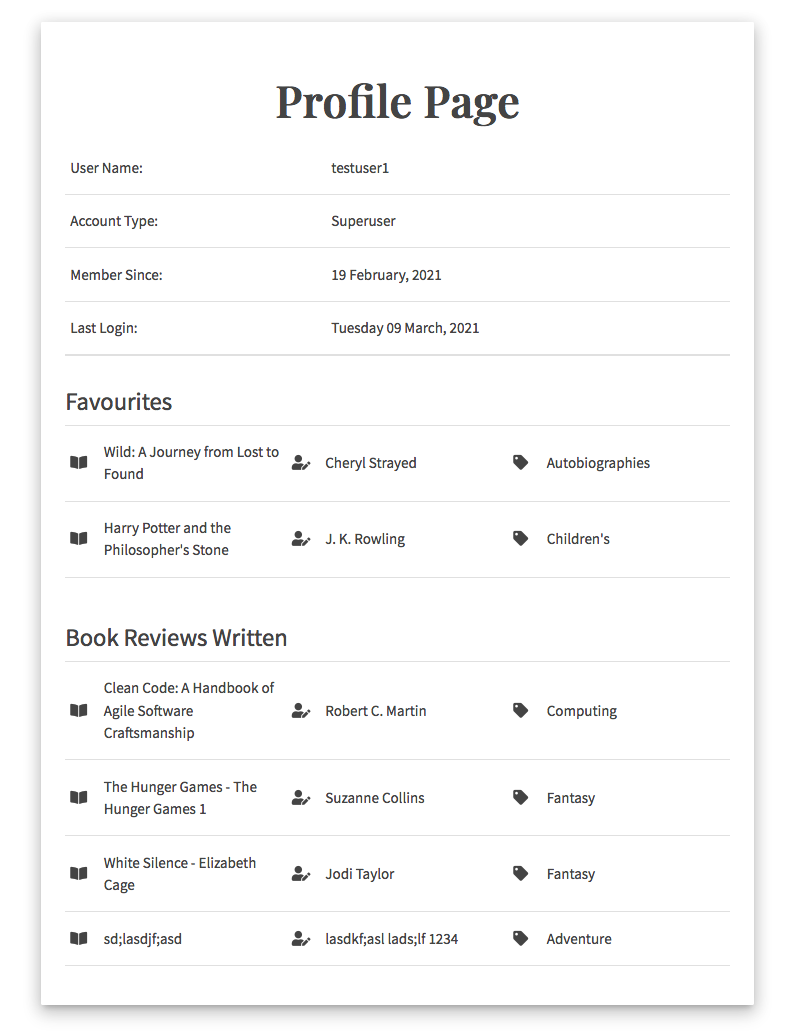 Profile Page
User Name: testuser1
Account Type: Superuser
Member Since: 19 February, 2021
Last Login: Tuesday 09 March, 2021
Favourites
Wild: A Journey from Lost to
Found
Cheryl Strayed
Autobiographies
Harry Potter and the
Philosopher's Stone
J. K. Rowling
Children's
Book Reviews Written
Clean Code: A Handbook of
Agile Software
Craftsmanship
Robert C. Martin
Computing
The Hunger Games - The
Hunger Games 1
Suzanne Collins
Fantasy
White Silence - Elizabeth
Cage
Jodi Taylor
Fantasy
sd;lasdjf;asd
lasdkf;asl lads;lf 1234
Adventure